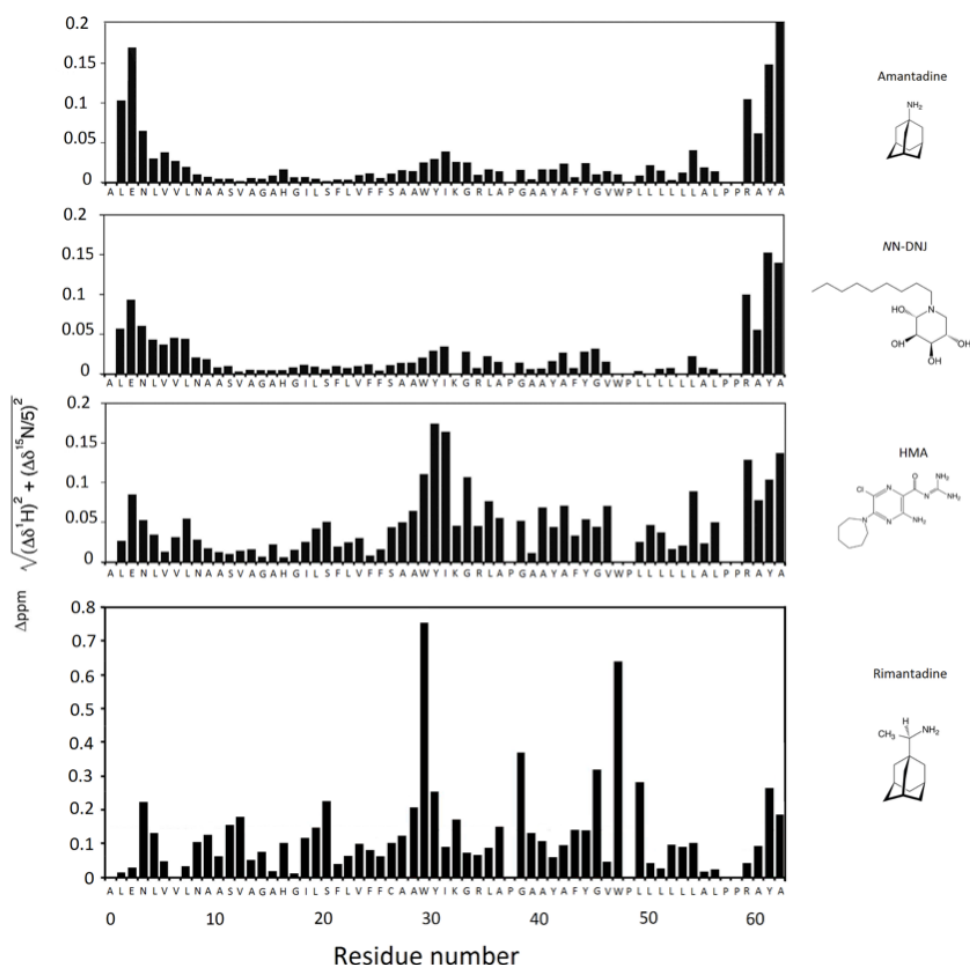 0.2
0.15
0.1
0.05
0
A L E N L V V L N A A S V A G A H G I L S F L V F F S A A W Y I K G R L A P G A A Y A F Y G V W P L L L L L L A L P P R A Y A
Amantadine
NH₂
0.2
0.15
0.1
0.05
0
A L E N L V V L N A A S V A G A H G I L S F L V F F S A A W Y I K G R L A P G A A Y A F Y G V W P L L L L L L A L P P R A Y A
NN-DNJ
N
HO
OH
OH
OH
0.2
0.15
0.1
0.05
0
A L E N L V V L N A A S V A G A H G I L S F L V F F S A A W Y I K G R L A P G A A Y A F Y G V W P L L L L L L A L P P R A Y A
HMA
O
NH₂
Cl
N
N
NH₂
N
N
NH₂
0.8
0.7
0.6
0.5
0.4
0.3
0.2
0.1
0
A L E N L V V L N A A S V A G A H G I L S F L V F F C A A W Y I K G R L A P G A A Y A F Y G V W P L L L L L L A L P P R A Y A
0 10 20 30 40 50 60
Residue number
Rimantadine
H
CH₃
NH₂
Δppm √(Δδ¹H)² + (Δδ¹⁵N/5)²